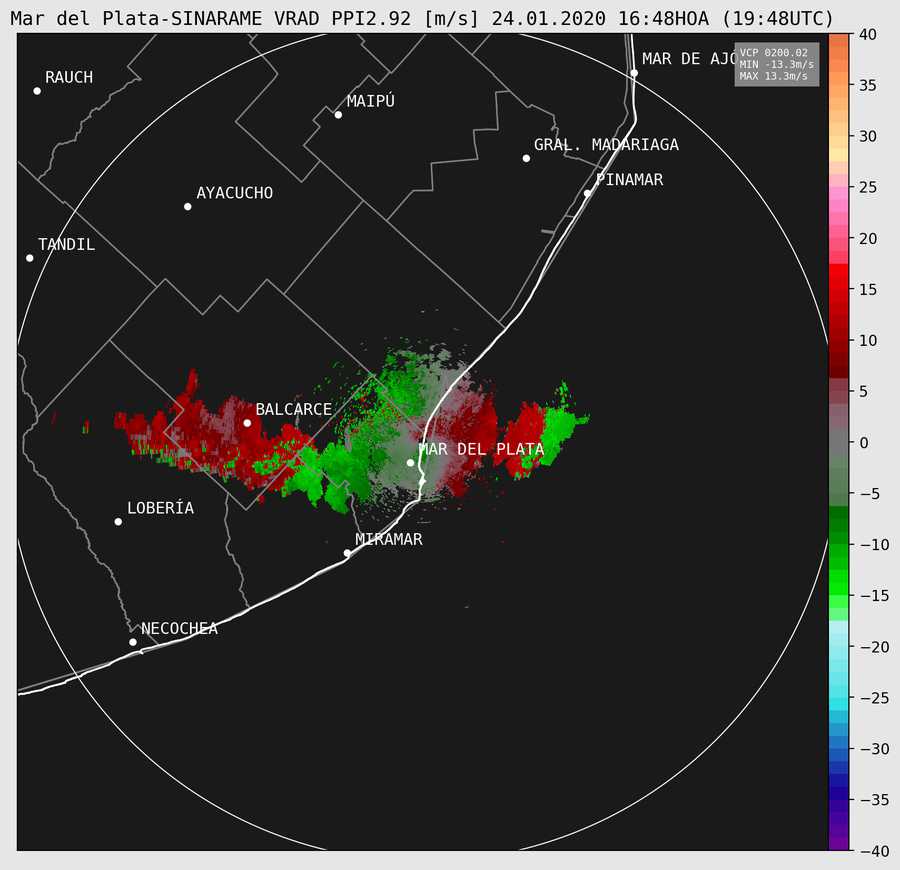 Mar del Plata-SINARAME VRAD PPI2.92 [m/s] 24.01.2020 16:48HOA (19:48UTC)
VCP 0200.02
MIN -13.3m/s
MAX 13.3m/s
RAUCH
MAIPÚ
MAR DE AJÓ
GRAL. MADARIAGA
PINAMAR
AYACUCHO
TANDIL
BALCARCE
MAR DEL PLATA
LOBERÍA
MIRAMAR
NECOCHEA
40
35
30
25
20
15
10
5
0
−5
−10
−15
−20
−25
−30
−35
−40